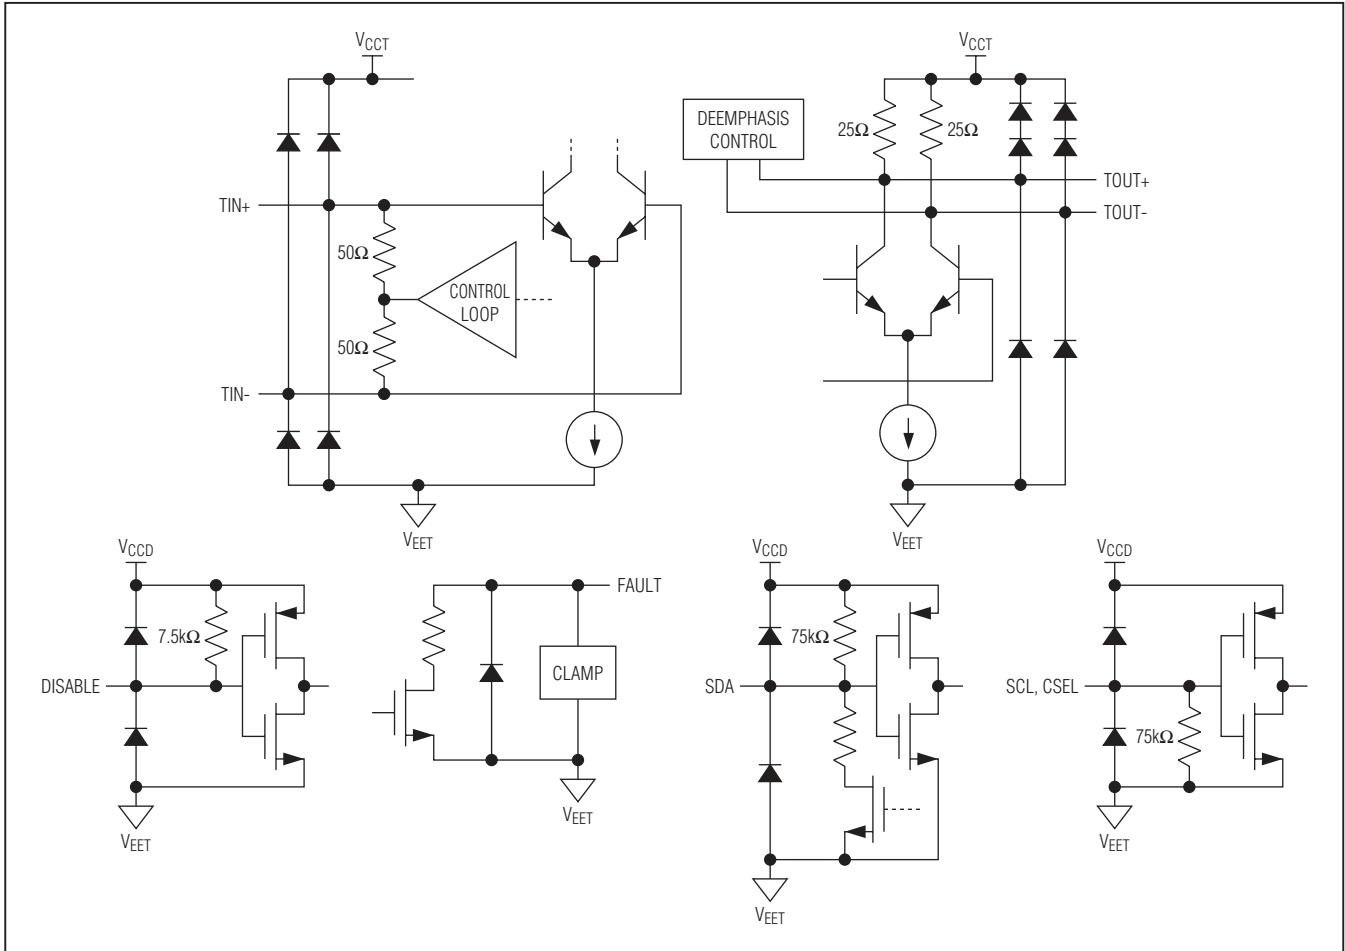 VCCT
TIN+
50Ω
CONTROL
LOOP
50Ω
TIN-
VEET
VCCT
DEEMPHASIS
CONTROL
25Ω
25Ω
TOUT+
TOUT-
VEET
VCCD
7.5kΩ
DISABLE
VEET
FAULT
CLAMP
VEET
VCCD
75kΩ
SDA
VEET
VCCD
SCL, CSEL
75kΩ
VEET